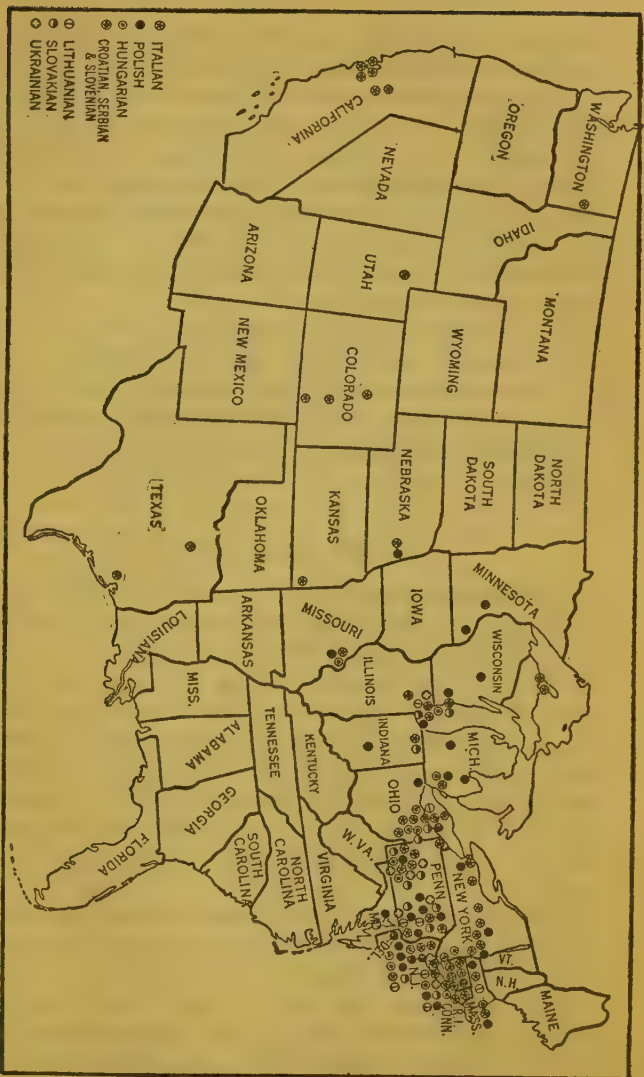 WASHINGTON
OREGON
CALIFORNIA
IDAHO
NEVADA
MONTANA
UTAH
ARIZONA
WYOMING
COLORADO
NEW MEXICO
NORTH
DAKOTA
SOUTH
DAKOTA
NEBRASKA
KANSAS
OKLAHOMA
TEXAS
MINNESOTA
IOWA
MISSOURI
ARKANSAS
LOUISIANA
WISCONSIN
ILLINOIS
MICH.
INDIANA
OHIO
KENTUCKY
TENNESSEE
MISS.
ALABAMA
GEORGIA
FLORIDA
SOUTH
CAROLINA
NORTH
CAROLINA
VIRGINIA
W. VA.
PENN
NEW YORK
VT.
N.H.
MAINE
MASS.
R.I.
CONN.
N.J.
DEL.
MD.
ITALIAN
POLISH
HUNGARIAN
CROATIAN, SERBIAN
& SLOVENIAN
LITHUANIAN
SLOVAKIAN
UKRAINIAN